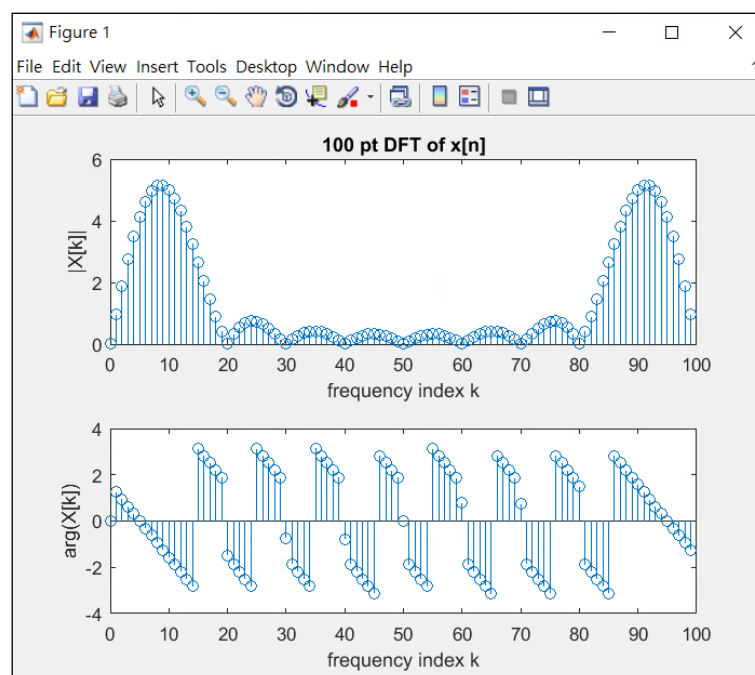 Figure 1
File Edit View Insert Tools Desktop Window Help
100 pt DFT of x[n]
6
4
2
0
|X[k]|
0 10 20 30 40 50 60 70 80 90 100
frequency index k
4
2
0
-2
-4
arg(X[k])
0 10 20 30 40 50 60 70 80 90 100
frequency index k